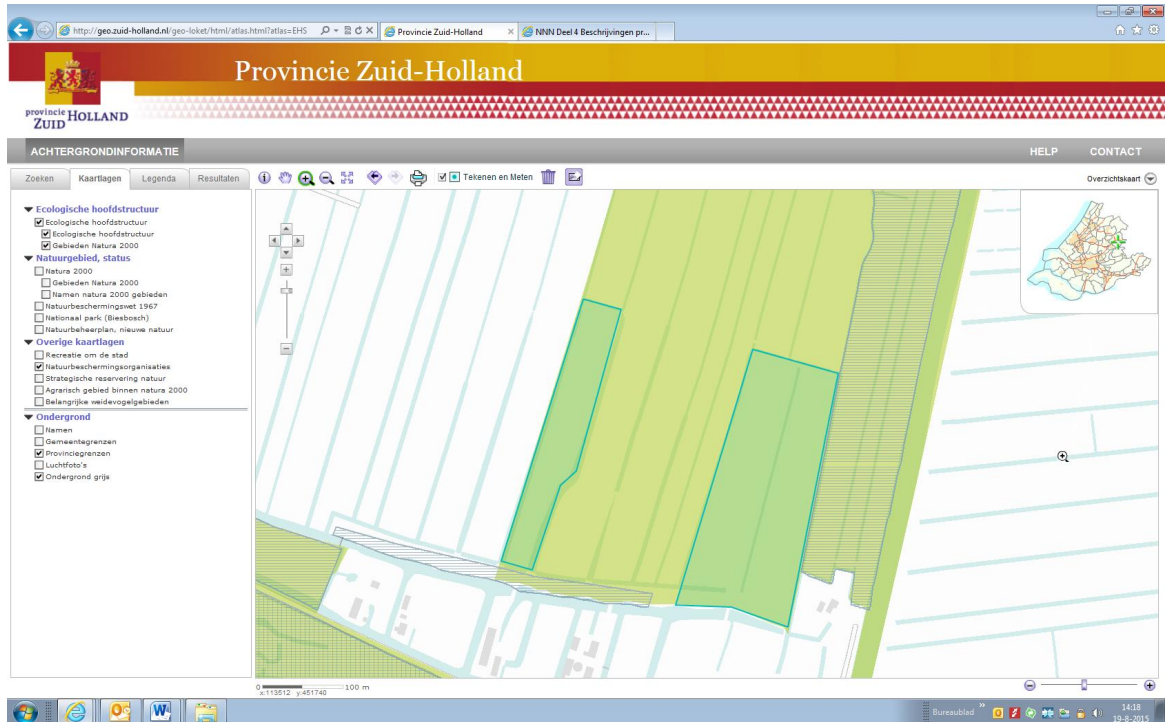 http://geo.zuid-holland.nl/geo-loket/html/atlas.html?atlas=EHS
Provincie Zuid-Holland
NNN Deel 4 Beschrijvingen pr...
Provincie Zuid-Holland
provincie HOLLAND
ZUID
ACHTERGRONDINFORMATIE
HELP
CONTACT
Zoeken
Kaartlagen
Legenda
Resultaten
Tekenen en Meten
Overzichtskaart
Ecologische hoofdstructuur
Ecologische hoofdstructuur
Ecologische hoofdstructuur
Gebieden Natura 2000
Natuurgebied, status
Natura 2000
Gebieden Natura 2000
Namen natura 2000 gebieden
Natuurbeschermingswet 1967
Nationaal park (Biesbosch)
Natuurbeheerplan, nieuwe natuur
Overige kaartlagen
Recreatie om de stad
Natuurbeschermingsorganisaties
Strategische reservering natuur
Agrarisch gebied binnen natura 2000
Belangrijke weidevogelgebieden
Ondergrond
Namen
Gemeentegrenzen
Provinciegrenzen
Luchtfoto's
Ondergrond grijs
0 100 m
x:113512 y:451740
Bureaublad
14:18
19-8-2015